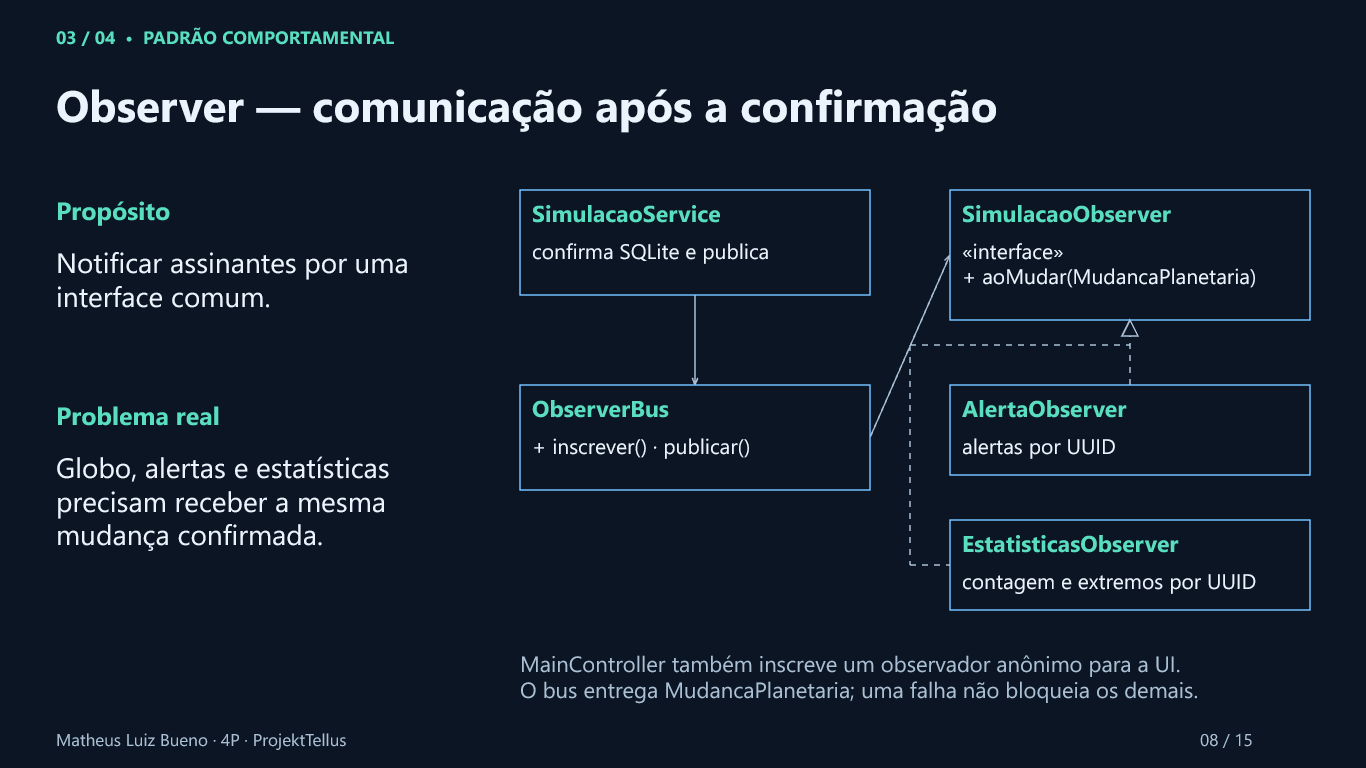 03 / 04 • PADRÃO COMPORTAMENTAL
Observer — comunicação após a confirmação
Propósito
Notificar assinantes por uma
interface comum.
Problema real
Globo, alertas e estatísticas
precisam receber a mesma
mudança confirmada.
SimulacaoService
confirma SQLite e publica
SimulacaoObserver
«interface»
+ aoMudar(MudancaPlanetaria)
ObserverBus
+ inscrever() · publicar()
AlertaObserver
alertas por UUID
EstatisticasObserver
contagem e extremos por UUID
MainController também inscreve um observador anônimo para a UI.
O bus entrega MudancaPlanetaria; uma falha não bloqueia os demais.
Matheus Luiz Bueno · 4P · ProjektTellus
08 / 15